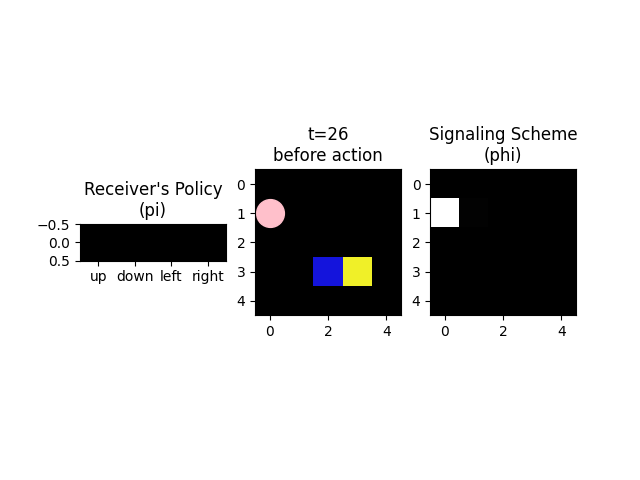 Receiver's Policy
(pi)
−0.5
0.0
0.5
up down left right
t=26
before action
0
1
2
3
4
0 2 4
Signaling Scheme
(phi)
0
1
2
3
4
0 2 4